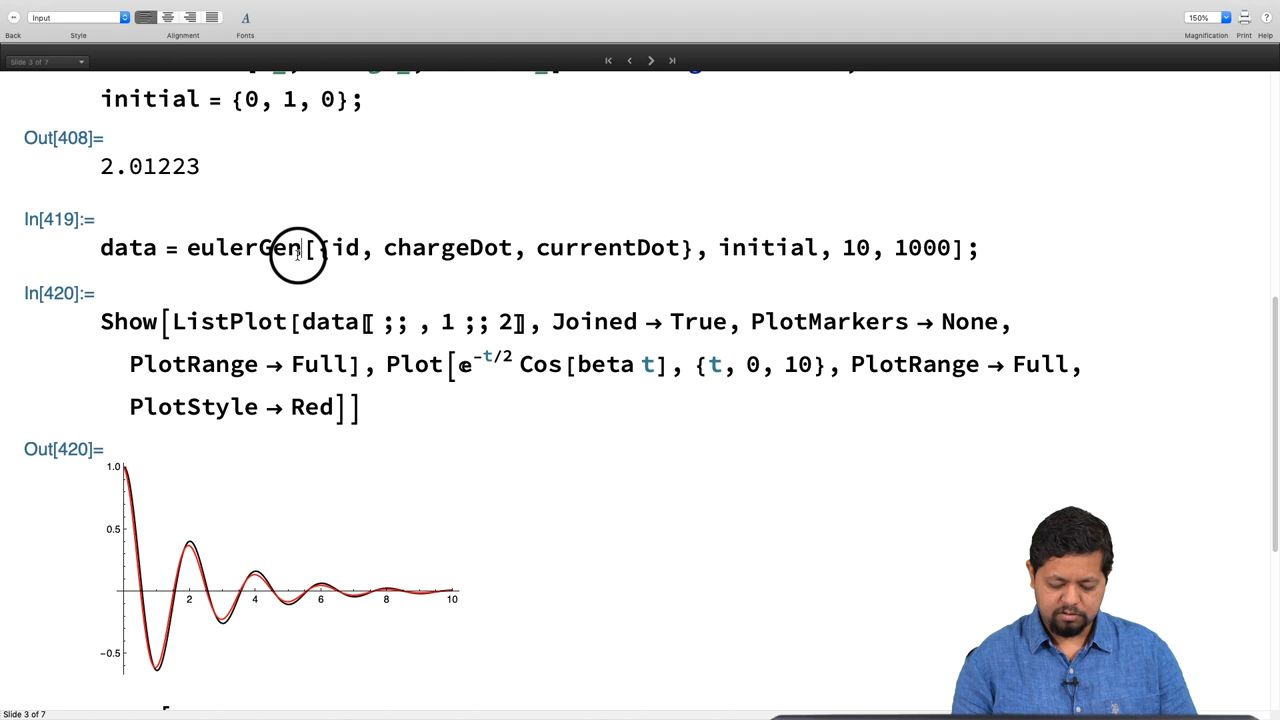 Input
150%
Back
Style
Alignment
Fonts
Magnification
Print
Help
Slide 3 of 7
initial = {0, 1, 0};
Out[408]=
2.01223
In[419]:=
data = eulerGen[{id, chargeDot, currentDot}, initial, 10, 1000];
In[420]:=
Show[ListPlot[data⟦ ;; , 1 ;; 2⟧, Joined → True, PlotMarkers → None,
PlotRange → Full], Plot[ⅇ^-t/2 Cos[beta t], {t, 0, 10}, PlotRange → Full,
PlotStyle → Red]]
Out[420]=
1.0
0.5
2 4 6 8 10
-0.5
Slide 3 of 7